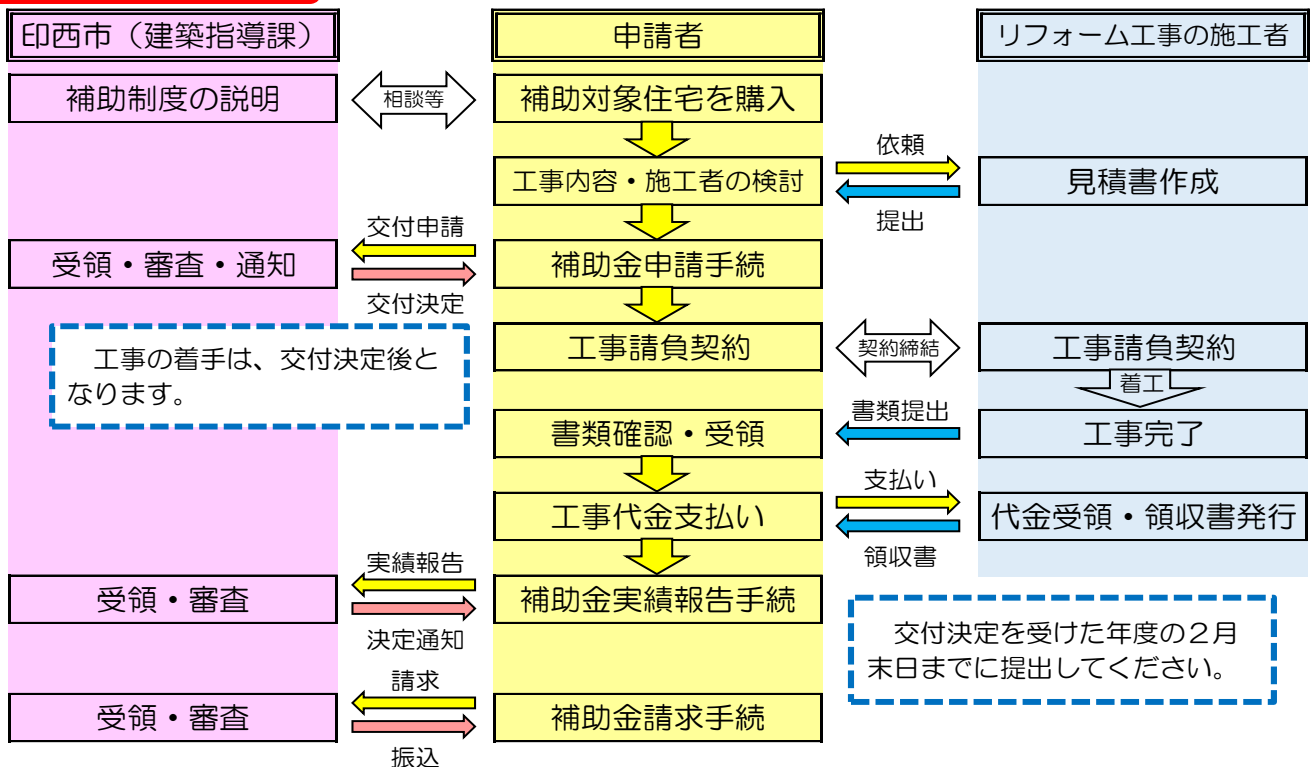 印西市（建築指導課）
申請者
リフォーム工事の施工者
補助制度の説明
相談等
補助対象住宅を購入
依頼
工事内容・施工者の検討
見積書作成
提出
交付申請
受領・審査・通知
補助金申請手続
交付決定
工事の着手は、交付決定後と
なります。
工事請負契約
契約締結
工事請負契約
着工
書類提出
書類確認・受領
工事完了
支払い
工事代金支払い
代金受領・領収書発行
領収書
実績報告
受領・審査
補助金実績報告手続
決定通知
交付決定を受けた年度の２月
末日までに提出してください。
請求
受領・審査
補助金請求手続
振込